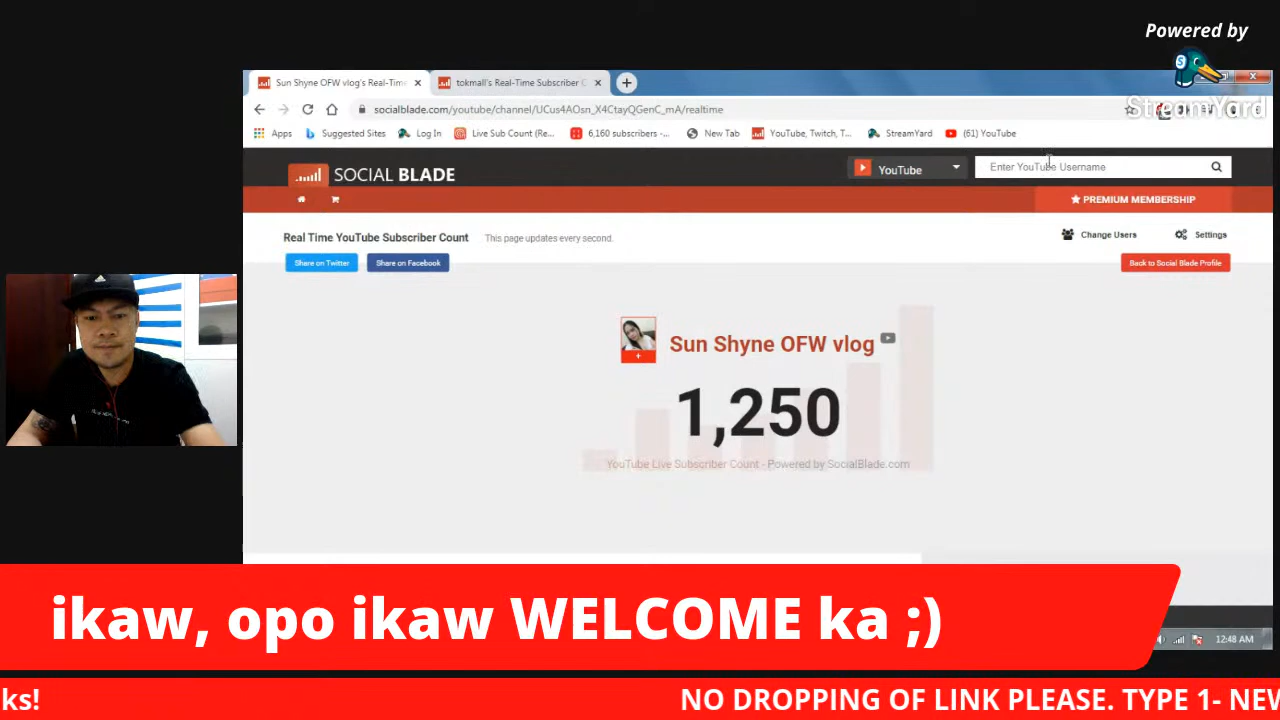 Powered by
StreamYard
Sun Shyne OFW vlog's Real-Time
tokmall's Real-Time Subscriber C
socialblade.com/youtube/channel/UCus4AOsn_X4CtayQGenC_mA/realtime
Apps
Suggested Sites
Log In
Live Sub Count (Re...
6,160 subscribers -...
New Tab
YouTube, Twitch, T...
StreamYard
(61) YouTube
SOCIAL BLADE
YouTube
Enter YouTube Username
PREMIUM MEMBERSHIP
Real Time YouTube Subscriber Count
This page updates every second.
Change Users
Settings
Share on Twitter
Share on Facebook
Back to Social Blade Profile
Sun Shyne OFW vlog
1,250
YouTube Live Subscriber Count - Powered by SocialBlade.com
ikaw, opo ikaw WELCOME ka ;)
12:48 AM
ks!
NO DROPPING OF LINK PLEASE. TYPE 1- NEW